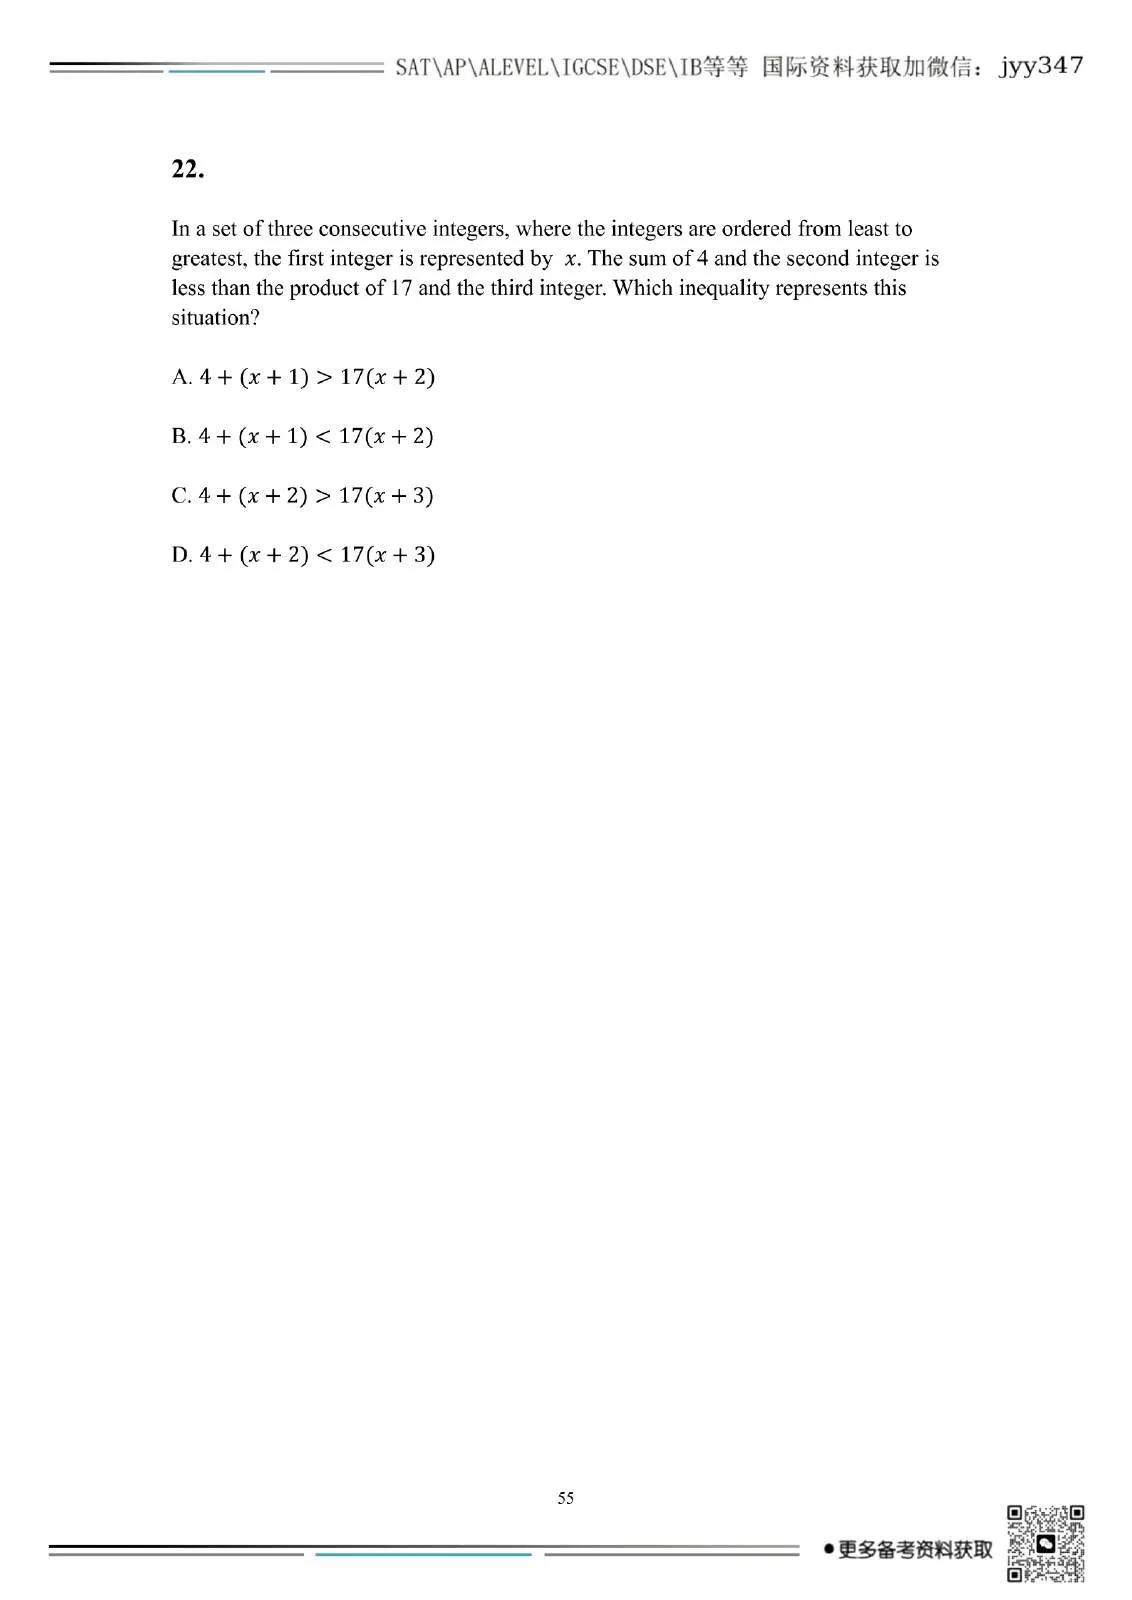 SAT\AP\ALEVEL\IGCSE\DSE\IB等等 国际资料获取加微信：jyy347
22.
In a set of three consecutive integers, where the integers are ordered from least to
greatest, the first integer is represented by x. The sum of 4 and the second integer is
less than the product of 17 and the third integer. Which inequality represents this
situation?
A. 4 + (x + 1) > 17(x + 2)
B. 4 + (x + 1) < 17(x + 2)
C. 4 + (x + 2) > 17(x + 3)
D. 4 + (x + 2) < 17(x + 3)
55
●更多备考资料获取